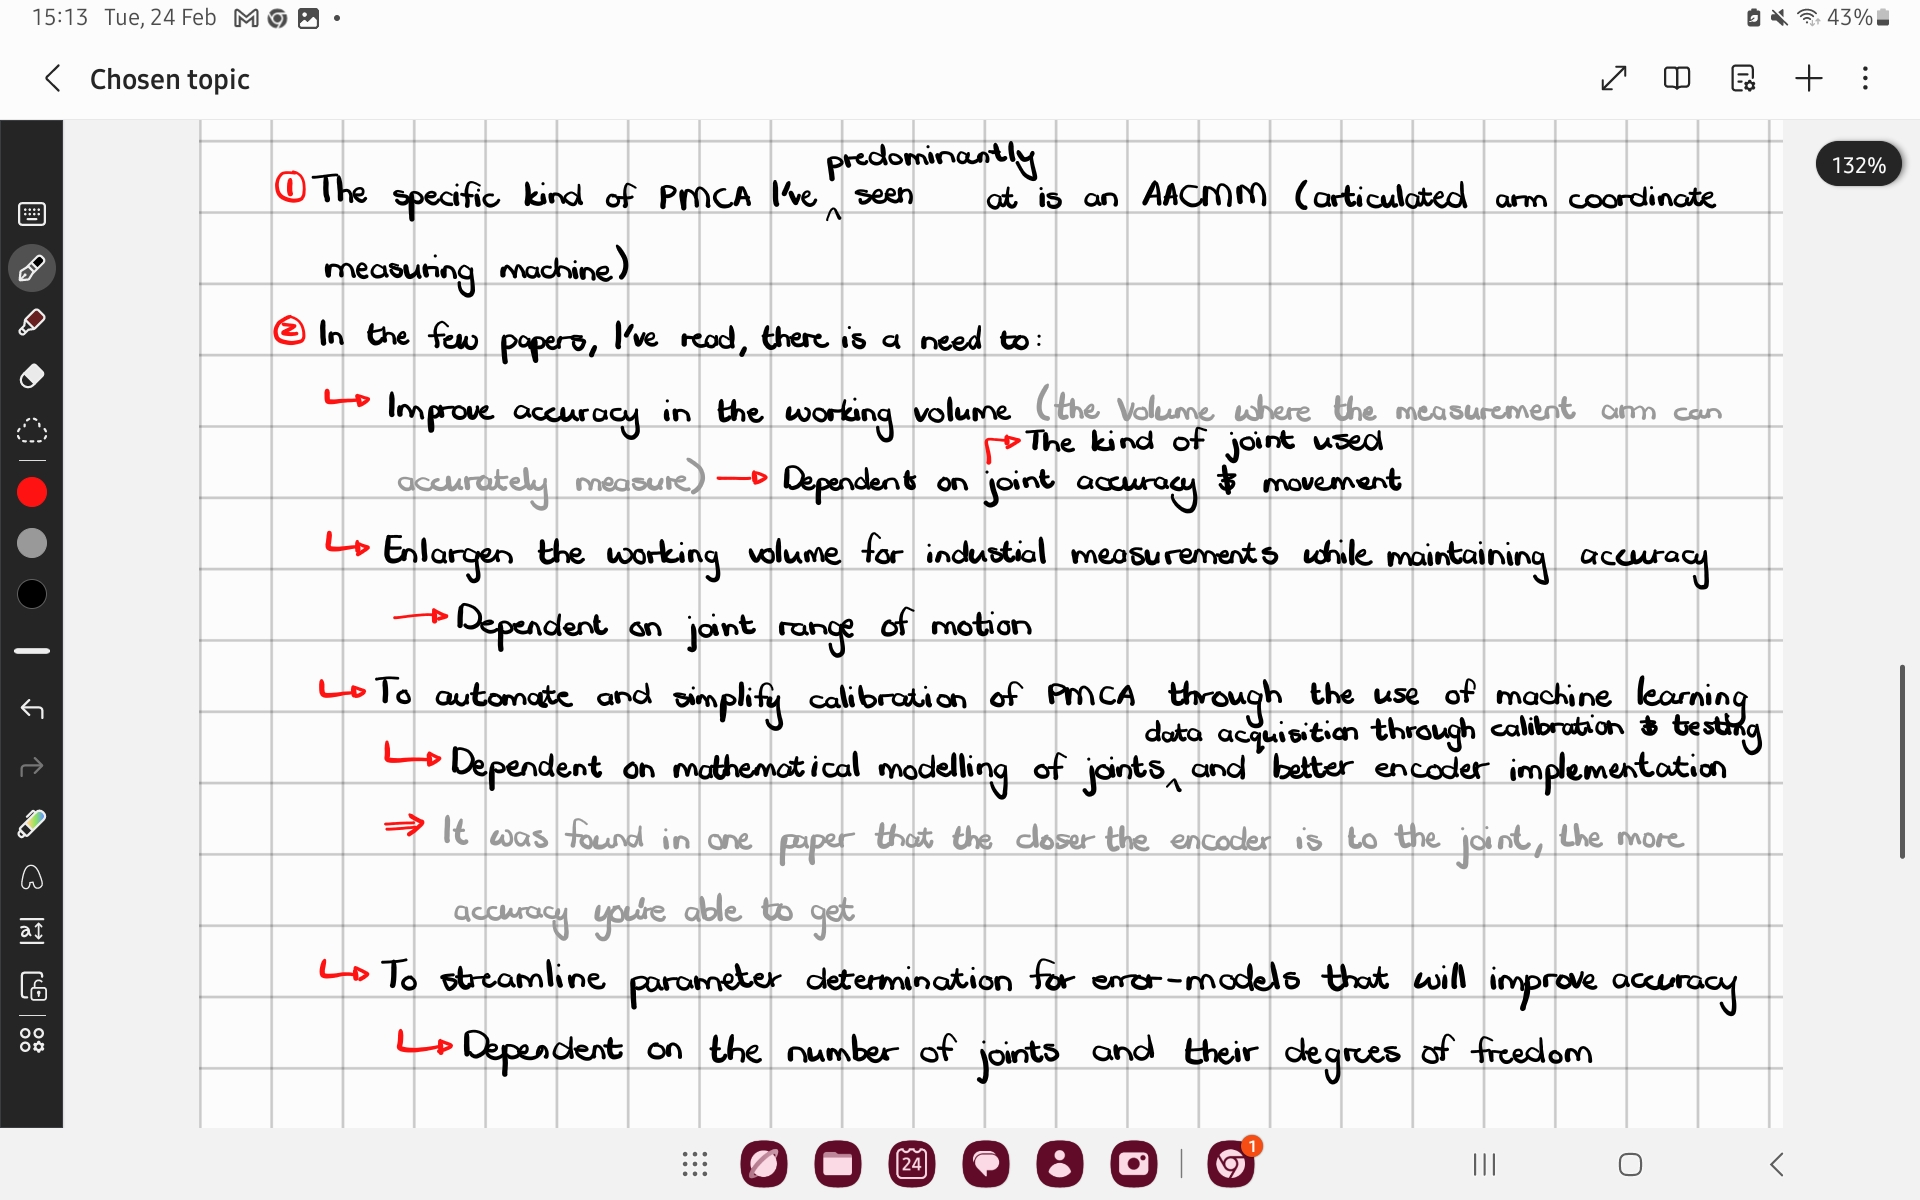 15:13 Tue, 24 Feb 43%
Chosen topic
132%
predominantly
① The specific kind of PMCA I've ^ seen at is an AACMM (articulated arm coordinate
measuring machine)
② In the few papers, I've read, there is a need to:
Improve accuracy in the working volume (the volume where the measurement arm can
The kind of joint used
accurately measure) → Dependent on joint accuracy & movement
Enlargen the working volume for industial measurements while maintaining accuracy
→ Dependent on joint range of motion
To automate and simplify calibration of PMCA through the use of machine learning
data acquisition through calibration & testing
Dependent on mathematical modelling of joints ^ and better encoder implementation
⇒ It was found in one paper that the closer the encoder is to the joint, the more
accuracy you're able to get
To streamline parameter determination for error-models that will improve accuracy
Dependent on the number of joints and their degrees of freedom
24
1